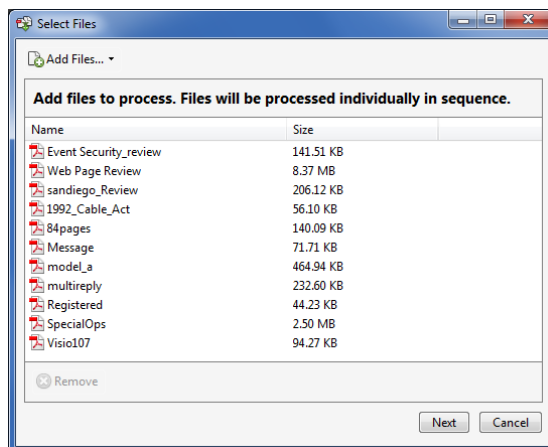 Select Files
Add Files...
Add files to process. Files will be processed individually in sequence.
Name Size
Event Security_review 141.51 KB
Web Page Review 8.37 MB
sandiego_Review 206.12 KB
1992_Cable_Act 56.10 KB
84pages 140.09 KB
Message 71.71 KB
model_a 464.94 KB
multireply 232.60 KB
Registered 44.23 KB
SpecialOps 2.50 MB
Visio107 94.27 KB
Remove
Next Cancel